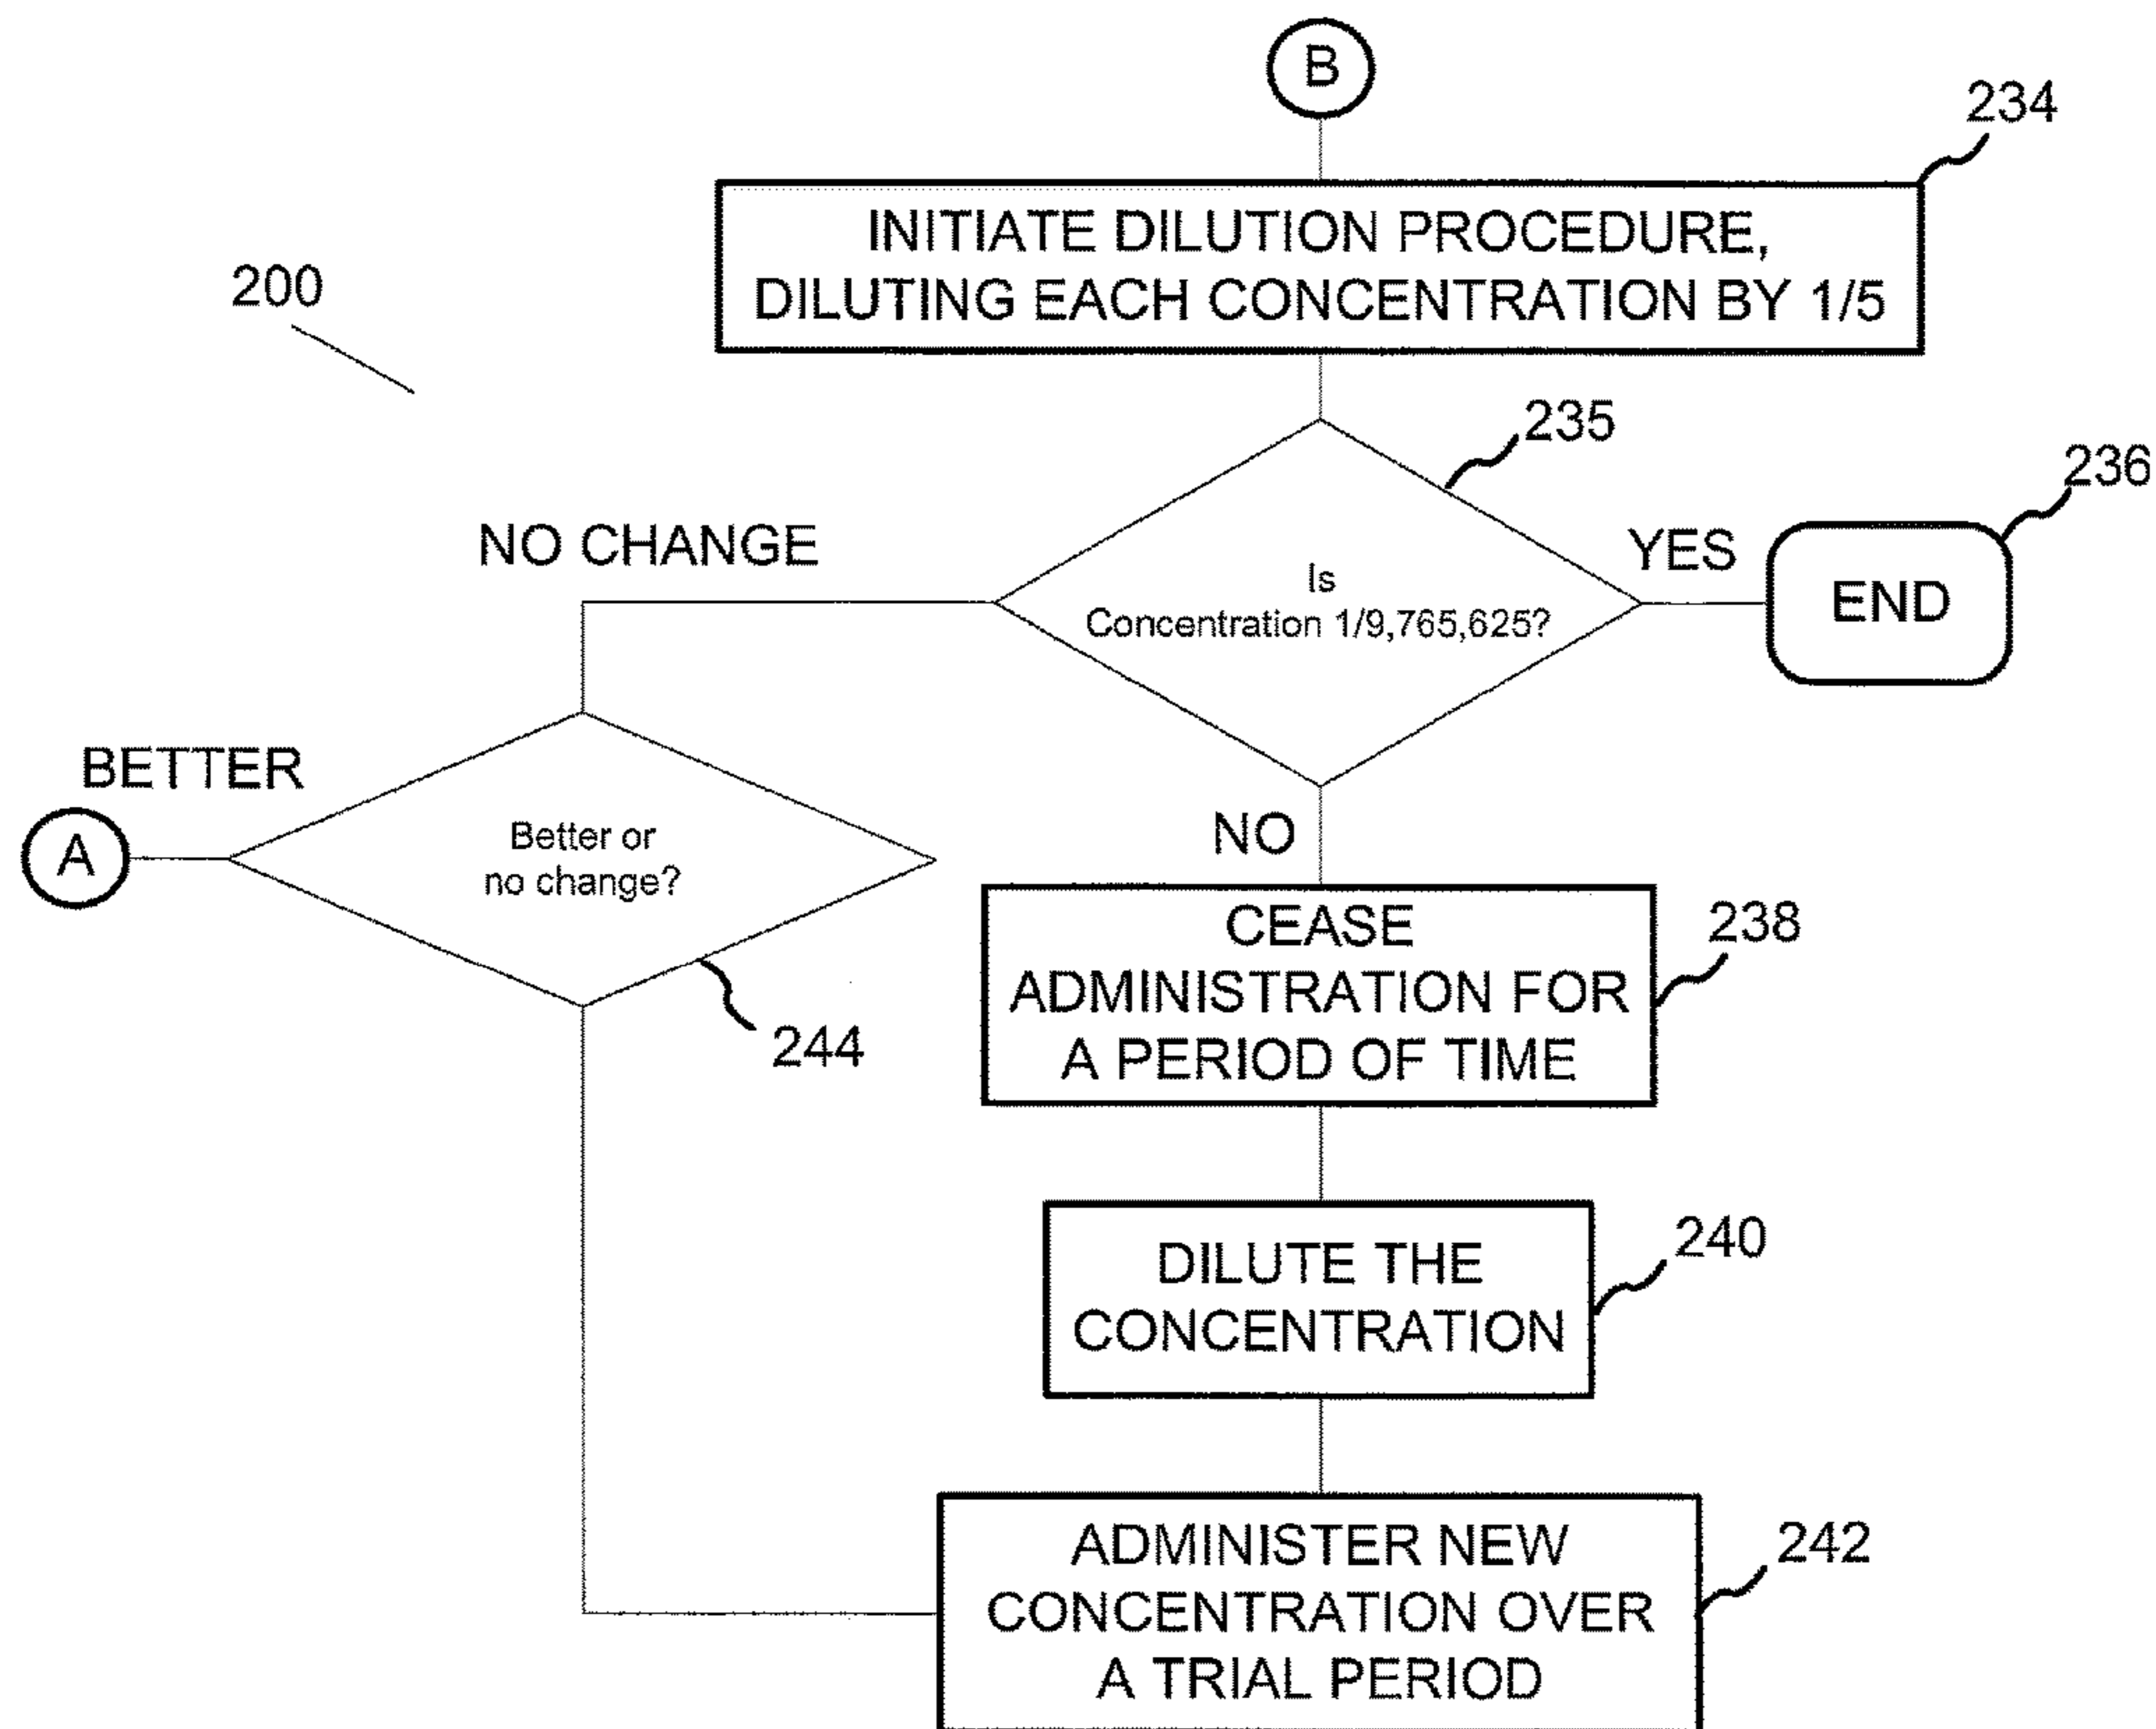 B
234
INITIATE DILUTION PROCEDURE,
DILUTING EACH CONCENTRATION BY 1/5
200
235
236
NO CHANGE
YES
Is
Concentration 1/9,765,625?
END
BETTER
A
Better or
no change?
NO
244
CEASE
ADMINISTRATION FOR
A PERIOD OF TIME
238
DILUTE THE
CONCENTRATION
240
ADMINISTER NEW
CONCENTRATION OVER
A TRIAL PERIOD
242